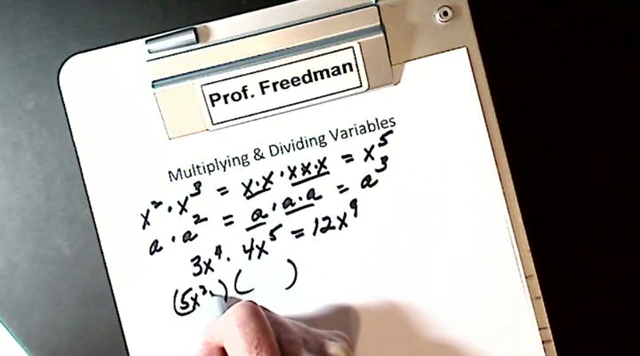 Prof. Freedman
Multiplying & Dividing Variables
x² · x³ = x·x · x·x·x = x⁵
a · a² = a · a·a = a³
3x⁴ · 4x⁵ = 12x⁹
(5x² ) ( )